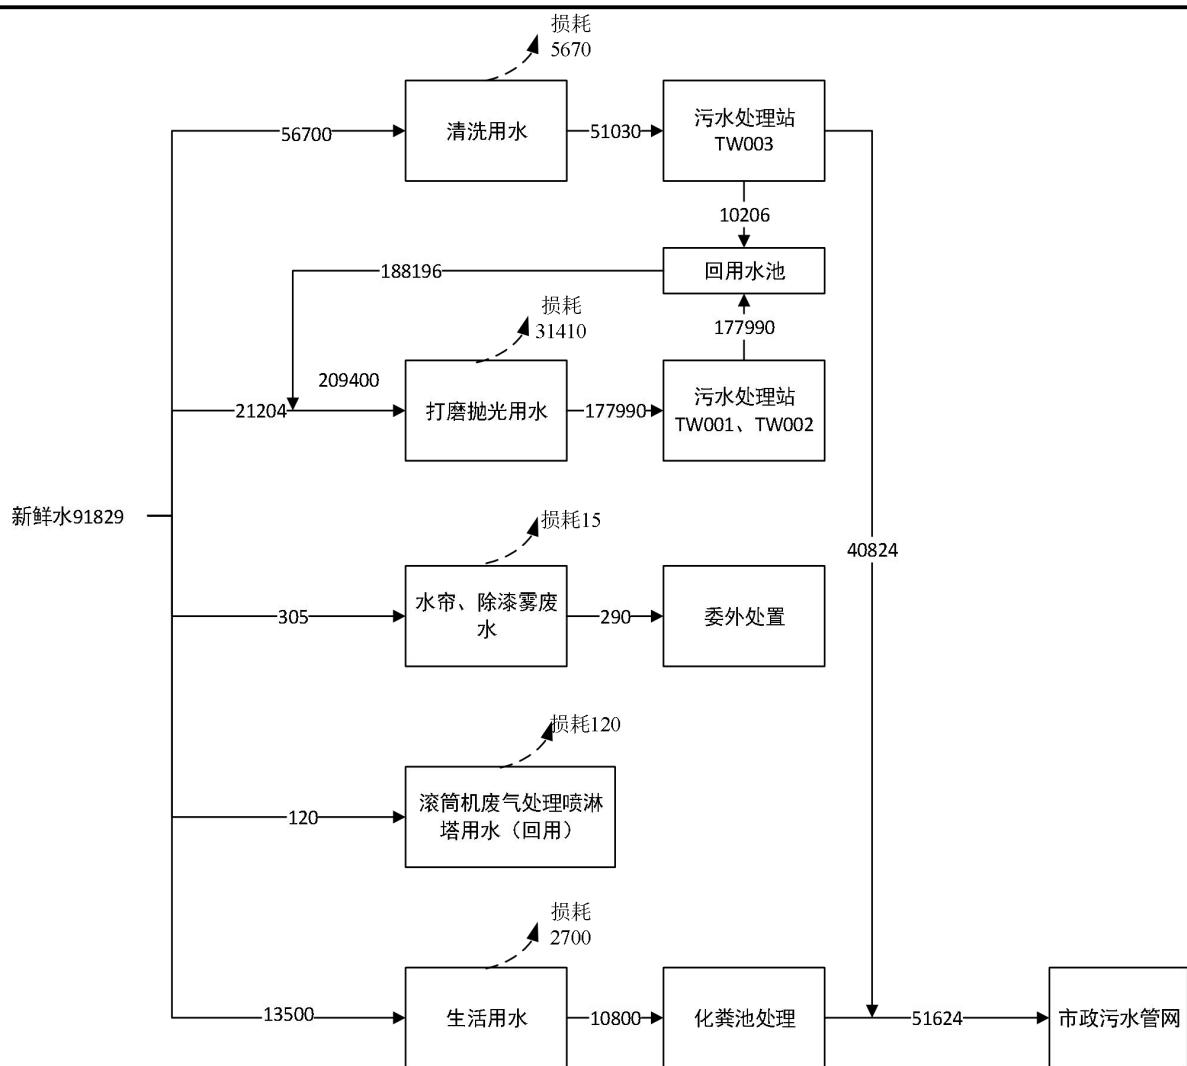 损耗
5670
56700
清洗用水
51030
污水处理站
TW003
10206
188196
回用水池
损耗
31410
177990
209400
21204
打磨抛光用水
177990
污水处理站
TW001、TW002
新鲜水91829
损耗15
40824
305
水帘、除漆雾废
水
290
委外处置
损耗120
120
滚筒机废气处理喷淋
塔用水（回用）
损耗
2700
13500
生活用水
10800
化粪池处理
51624
市政污水管网